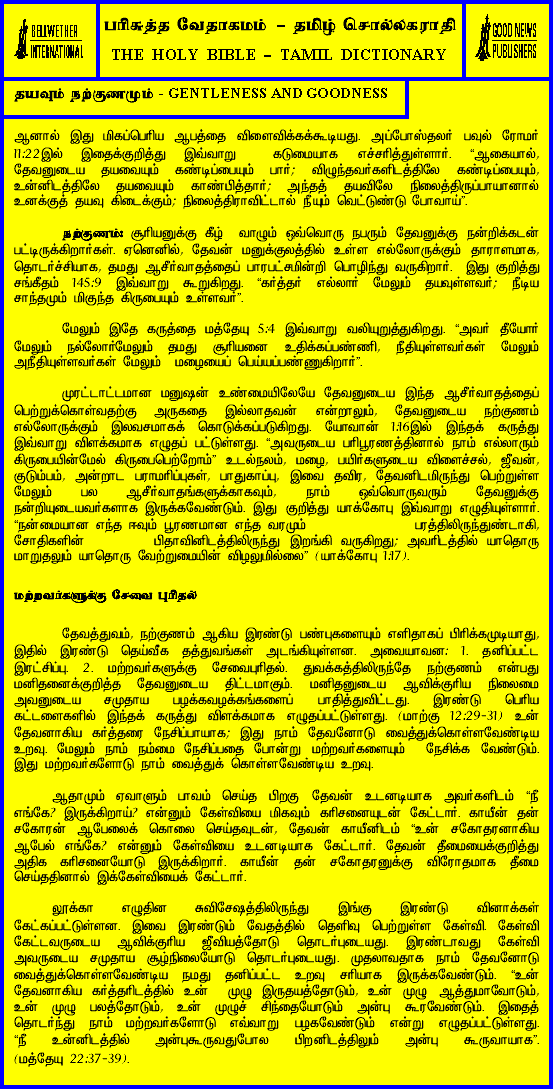 BELLWETHER
INTERNATIONAL
பரிசுத்த வேதாகமம் – தமிழ் சொல்லகராதி
THE HOLY BIBLE – TAMIL DICTIONARY
GOOD NEWS
PUBLISHERS
தயவும் நற்குணமும் - GENTLENESS AND GOODNESS
ஆனால் இது மிகப்பெரிய ஆபத்தை விளைவிக்கக்கூடியது. அப்போஸ்தலர் பவுல் ரோமர்
11:22இல் இதைக்குறித்து இவ்வாறு கடுமையாக எச்சரித்துள்ளார். “ஆகையால்,
தேவனுடைய தயவையும் கண்டிப்பையும் பார்; விழுந்தவர்களிடத்திலே கண்டிப்பையும்,
உன்னிடத்திலே தயவையும் காண்பித்தார்; அந்தத் தயவிலே நிலைத்திருப்பாயானால்
உனக்குத் தயவு கிடைக்கும்; நிலைத்திராவிட்டால் நீயும் வெட்டுண்டு போவாய்”.
நற்குணம்: சூரியனுக்கு கீழ் வாழும் ஒவ்வொரு நபரும் தேவனுக்கு நன்றிக்கடன்
பட்டிருக்கிறார்கள். ஏனெனில், தேவன் மனுக்குலத்தில் உள்ள எல்லோருக்கும் தாராளமாக,
தொடர்ச்சியாக, தமது ஆசீர்வாதத்தைப் பாரபட்சமின்றி பொழிந்து வருகிறார். இது குறித்து
சங்கீதம் 145:9 இவ்வாறு கூறுகிறது. “கர்த்தர் எல்லார் மேலும் தயவுள்ளவர்; நீடிய
சாந்தமும் மிகுந்த கிருபையும் உள்ளவர்”.
மேலும் இதே கருத்தை மத்தேயு 5:4 இவ்வாறு வலியுறுத்துகிறது. “அவர் தீயோர்
மேலும் நல்லோர்மேலும் தமது சூரியனை உதிக்கப்பண்ணி, நீதியுள்ளவர்கள் மேலும்
அநீதியுள்ளவர்கள் மேலும் மழையைப் பெய்யப்பண்ணுகிறார்”.
முரட்டாட்டமான மனுஷன் உண்மையிலேயே தேவனுடைய இந்த ஆசீர்வாதத்தைப்
பெற்றுக்கொள்வதற்கு அருகதை இல்லாதவன் என்றாலும், தேவனுடைய நற்குணம்
எல்லோருக்கும் இலவசமாகக் கொடுக்கப்படுகிறது. யோவான் 1:16இல் இந்தக் கருத்து
இவ்வாறு விளக்கமாக எழுதப் பட்டுள்ளது. “அவருடைய பரிபூரணத்தினால் நாம் எல்லாரும்
கிருபையின்மேல் கிருபைபெற்றோம்” உடல்நலம், மழை, பயிர்களுடைய விளைச்சல், ஜீவன்,
குடும்பம், அன்றாட பராமரிப்புகள், பாதுகாப்பு, இவை தவிர, தேவனிடமிருந்து பெற்றுள்ள
மேலும் பல ஆசீர்வாதங்களுக்காகவும், நாம் ஒவ்வொருவரும் தேவனுக்கு
நன்றியுடையவர்களாக இருக்கவேண்டும். இது குறித்து யாக்கோபு இவ்வாறு எழுதியுள்ளார்.
“நன்மையான எந்த ஈவும் பூரணமான எந்த வரமும் பரத்திலிருந்துண்டாகி,
சோதிகளின் பிதாவினிடத்திலிருந்து இறங்கி வருகிறது; அவரிடத்தில் யாதொரு
மாறுதலும் யாதொரு வேற்றுமையின் விழலுமில்லை” (யாக்கோபு 1:17).
மற்றவர்களுக்கு சேவை புரிதல்
தேவத்துவம், நற்குணம் ஆகிய இரண்டு பண்புகளையும் எளிதாகப் பிரிக்கமுடியாது,
இதில் இரண்டு தெய்வீக தத்துவங்கள் அடங்கியுள்ளன. அவையாவன: 1. தனிப்பட்ட
இரட்சிப்பு. 2. மற்றவர்களுக்கு சேவைபுரிதல். துவக்கத்திலிருந்தே நற்குணம் என்பது
மனிதனைக்குறித்த தேவனுடைய திட்டமாகும். மனிதனுடைய ஆவிக்குரிய நிலைமை
அவனுடைய சமுதாய பழக்கவழக்கங்களைப் பாதித்துவிட்டது. இரண்டு பெரிய
கட்டளைகளில் இந்தக் கருத்து விளக்கமாக எழுதப்பட்டுள்ளது. (மாற்கு 12:29-31) உன்
தேவனாகிய கர்த்தரை நேசிப்பாயாக; இது நாம் தேவனோடு வைத்துக்கொள்ளவேண்டிய
உறவு. மேலும் நாம் நம்மை நேசிப்பதை போன்று மற்றவர்களையும் நேசிக்க வேண்டும்.
இது மற்றவர்களோடு நாம் வைத்துக் கொள்ளவேண்டிய உறவு.
ஆதாமும் ஏவாளும் பாவம் செய்த பிறகு தேவன் உடனடியாக அவர்களிடம் “நீ
எங்கே? இருக்கிறாய்? என்னும் கேள்வியை மிகவும் கரிசனையுடன் கேட்டார். காயீன் தன்
சகோரன் ஆபேலைக் கொலை செய்தவுடன், தேவன் காயீனிடம் “உன் சகோதரனாகிய
ஆபேல் எங்கே? என்னும் கேள்வியை உடனடியாக கேட்டார். தேவன் தீமையைக்குறித்து
அதிக கரிசனையோடு இருக்கிறார். காயீன் தன் சகோதரனுக்கு விரோதமாக தீமை
செய்ததினால் இக்கேள்வியைக் கேட்டார்.
லூக்கா எழுதின சுவிசேஷத்திலிருந்து இங்கு இரண்டு வினாக்கள்
கேட்கப்பட்டுள்ளன. இவை இரண்டும் வேதத்தில் தெளிவு பெற்றுள்ள கேள்வி. கேள்வி
கேட்டவருடைய ஆவிக்குரிய ஜீவியத்தோடு தொடர்புடையது. இரண்டாவது கேள்வி
அவருடைய சமுதாய சூழ்நிலையோடு தொடர்புடையது. முதலாவதாக நாம் தேவனோடு
வைத்துக்கொள்ளவேண்டிய நமது தனிப்பட்ட உறவு சரியாக இருக்கவேண்டும். “உன்
தேவனாகிய கர்த்தரிடத்தில் உன் முழு இருதயத்தோடும், உன் முழு ஆத்துமாவோடும்,
உன் முழு பலத்தோடும், உன் முழுச் சிந்தையோடும் அன்பு கூரவேண்டும். இதைத்
தொடர்ந்து நாம் மற்றவர்களோடு எவ்வாறு பழகவேண்டும் என்று எழுதப்பட்டுள்ளது.
“நீ உன்னிடத்தில் அன்புகூருவதுபோல பிறனிடத்திலும் அன்பு கூருவாயாக”.
(மத்தேயு 22:37-39).